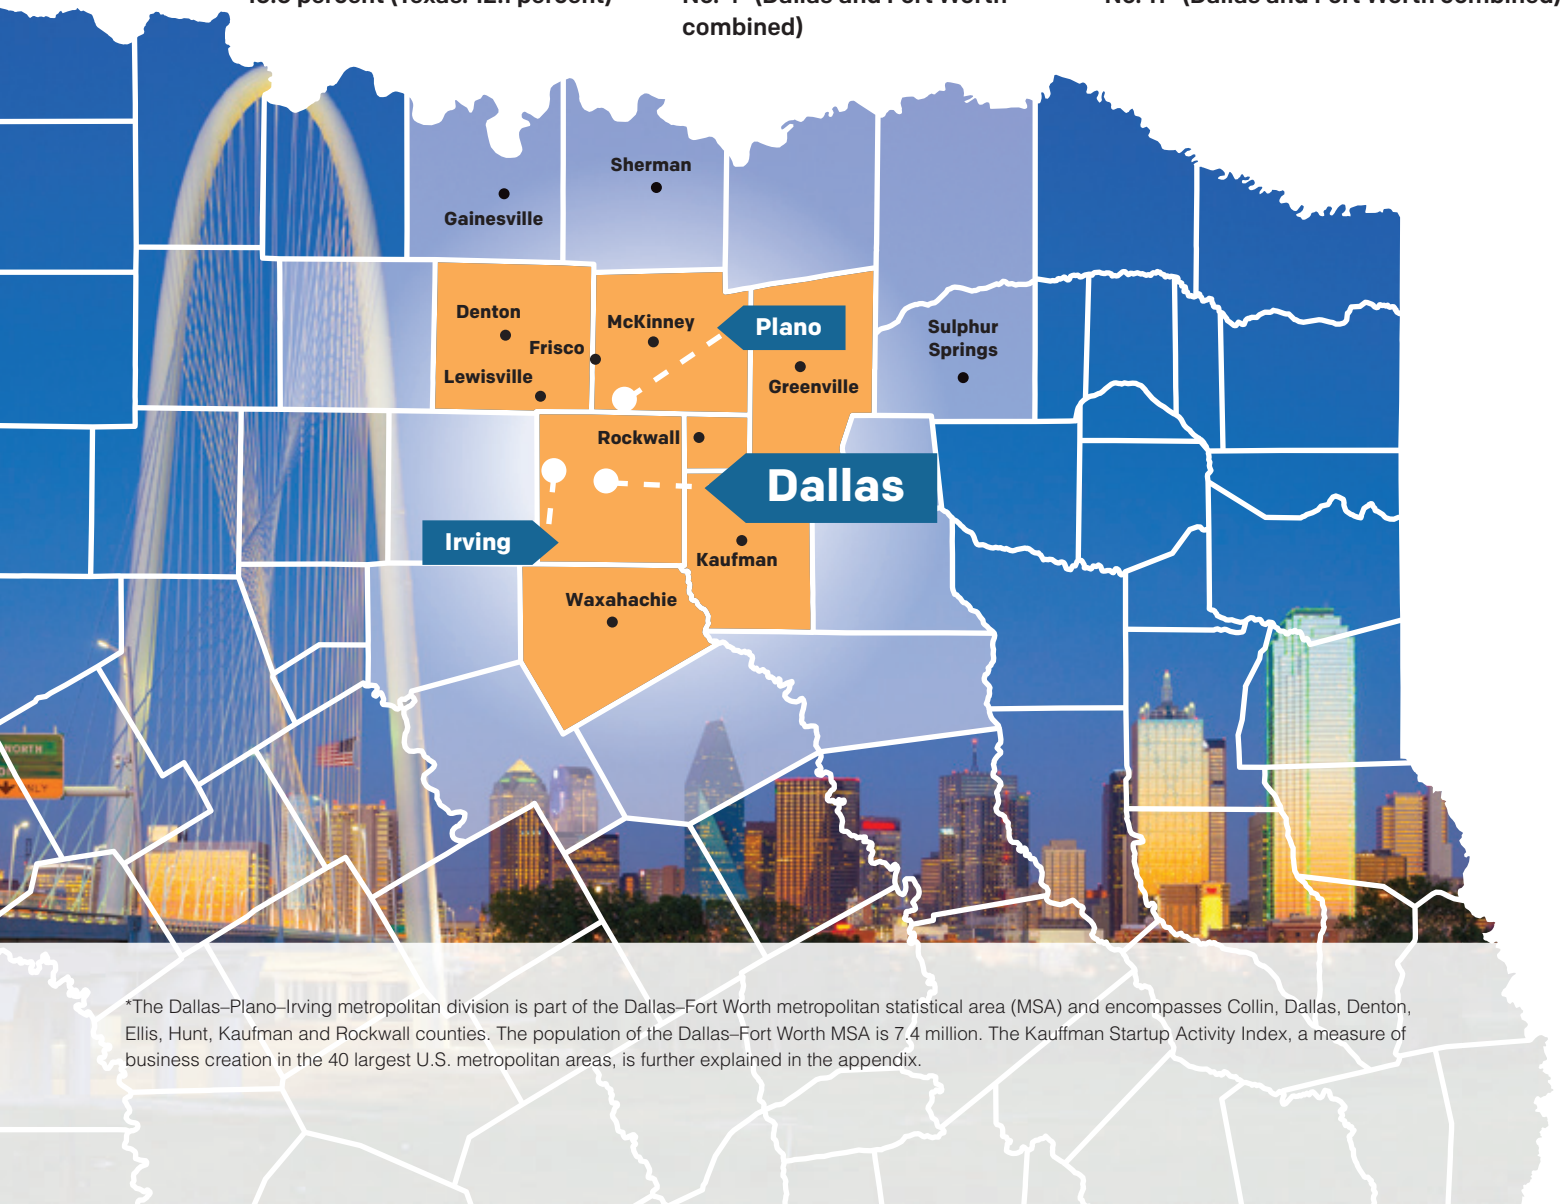 combined)
Sherman
Gainesville
Denton
McKinney
Plano
Frisco
Sulphur
Springs
Lewisville
Greenville
Rockwall
Dallas
Irving
Kaufman
Waxahachie
NORTH
ONLY
*The Dallas–Plano–Irving metropolitan division is part of the Dallas–Fort Worth metropolitan statistical area (MSA) and encompasses Collin, Dallas, Denton,
Ellis, Hunt, Kaufman and Rockwall counties. The population of the Dallas–Fort Worth MSA is 7.4 million. The Kauffman Startup Activity Index, a measure of
business creation in the 40 largest U.S. metropolitan areas, is further explained in the appendix.